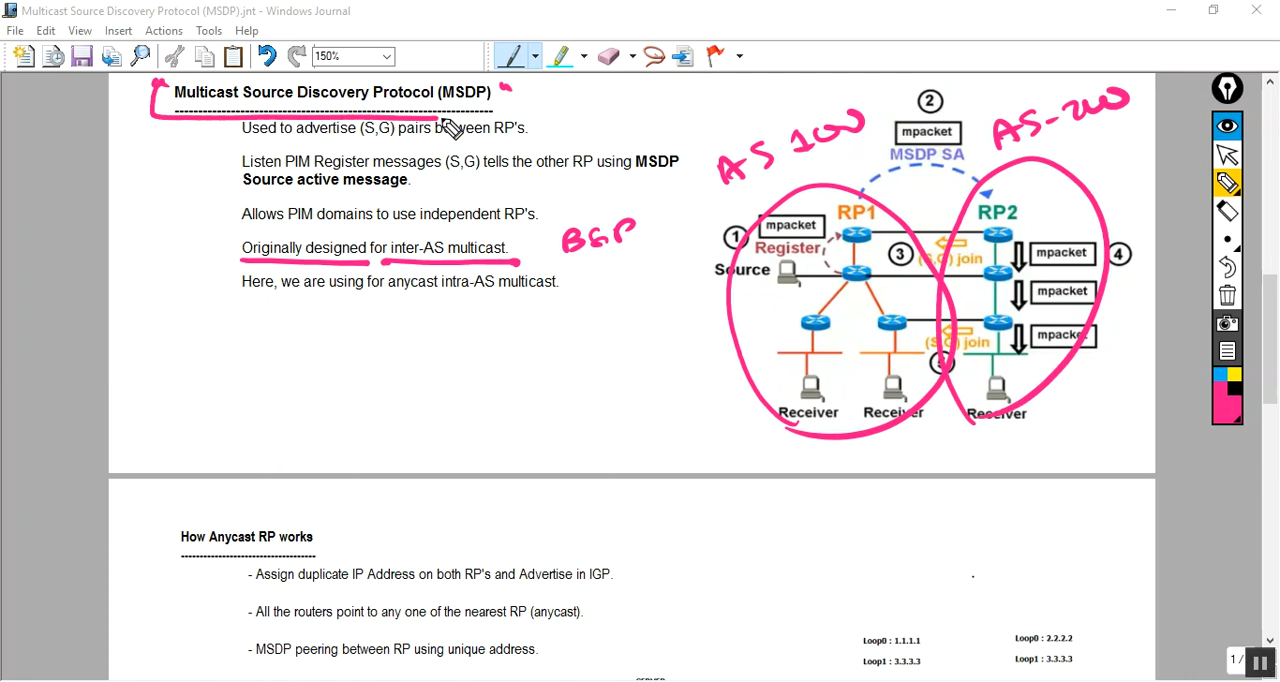 Multicast Source Discovery Protocol (MSDP).jnt - Windows Journal
File Edit View Insert Actions Tools Help
150%
Multicast Source Discovery Protocol (MSDP)
Used to advertise (S,G) pairs between RP's.
Listen PIM Register messages (S,G) tells the other RP using MSDP
Source active message.
Allows PIM domains to use independent RP's.
Originally designed for inter-AS multicast.
BGP
Here, we are using for anycast intra-AS multicast.
AS 100
AS-200
2
mpacket
MSDP SA
RP1
RP2
mpacket
1
Register
3
(S,G) join
mpacket
4
Source
mpacket
mpacket
(S,G) join
5
Receiver
Receiver
Receiver
How Anycast RP works
- Assign duplicate IP Address on both RP's and Advertise in IGP.
- All the routers point to any one of the nearest RP (anycast).
- MSDP peering between RP using unique address.
Loop0 : 1.1.1.1
Loop0 : 2.2.2.2
Loop1 : 3.3.3.3
Loop1 : 3.3.3.3
1 /